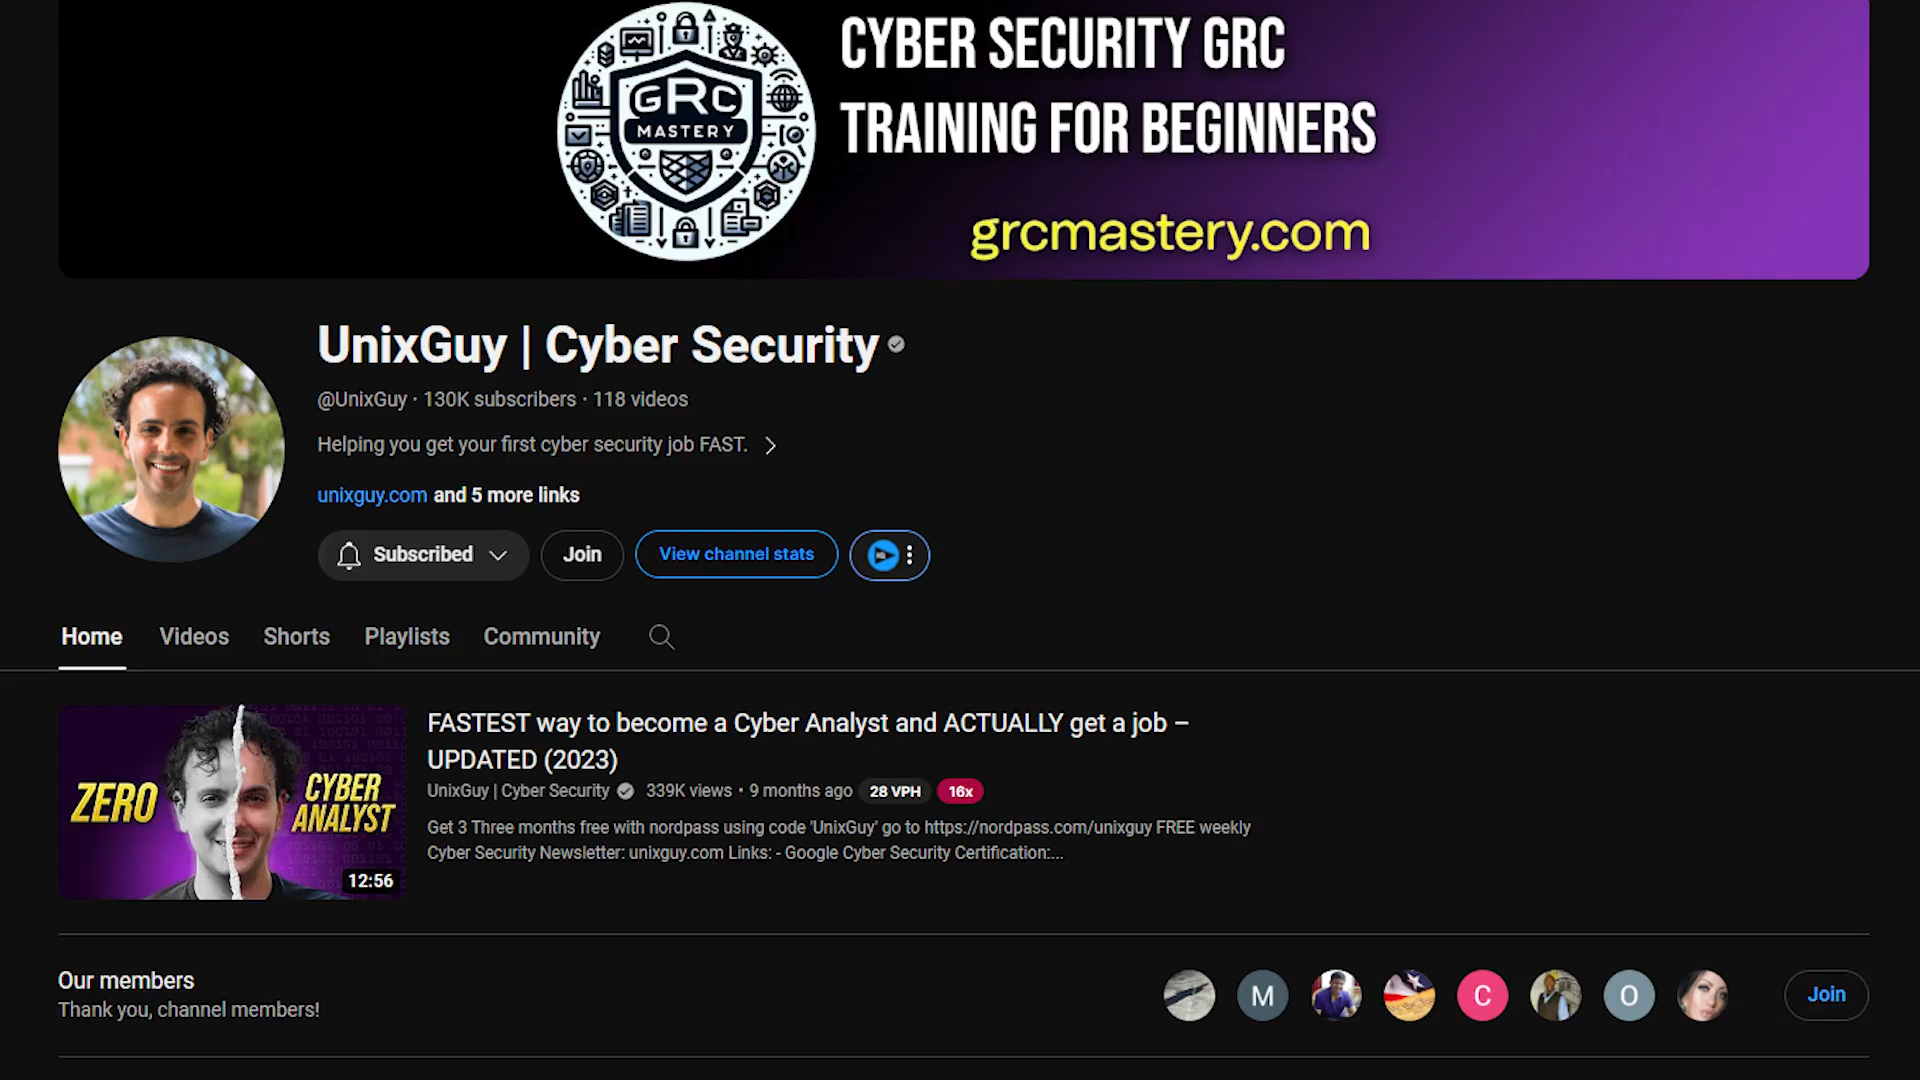 GRC
MASTERY
CYBER SECURITY GRC
TRAINING FOR BEGINNERS
grcmastery.com
UnixGuy | Cyber Security
@UnixGuy · 130K subscribers · 118 videos
Helping you get your first cyber security job FAST.
unixguy.com and 5 more links
Subscribed
Join
View channel stats
Home
Videos
Shorts
Playlists
Community
ZERO
CYBER
ANALYST
12:56
FASTEST way to become a Cyber Analyst and ACTUALLY get a job –
UPDATED (2023)
UnixGuy | Cyber Security 339K views • 9 months ago 28 VPH 16x
Get 3 Three months free with nordpass using code 'UnixGuy' go to https://nordpass.com/unixguy FREE weekly
Cyber Security Newsletter: unixguy.com Links: - Google Cyber Security Certification:...
Our members
Thank you, channel members!
M
C
O
Join